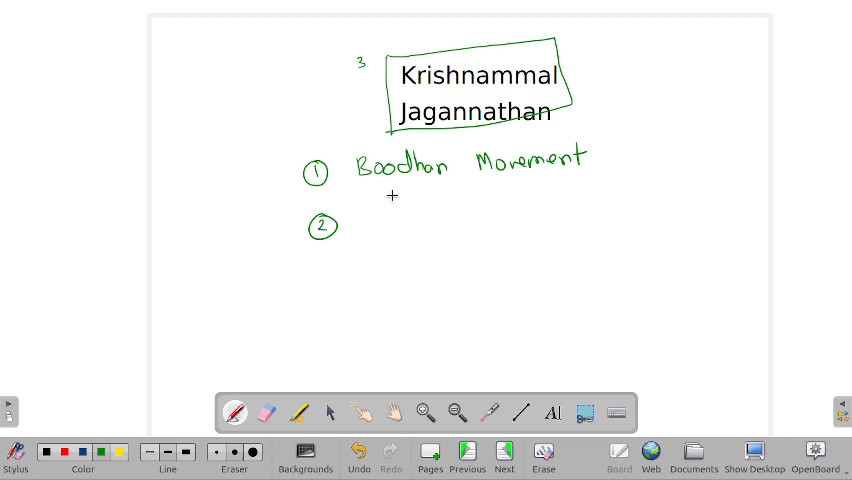 3
Krishnammal
Jagannathan
1 Boodhan Movement
2
Stylus
Color
Line
Eraser
Backgrounds
Undo
Redo
Pages
Previous
Next
Erase
Board
Web
Documents
Show Desktop
OpenBoard